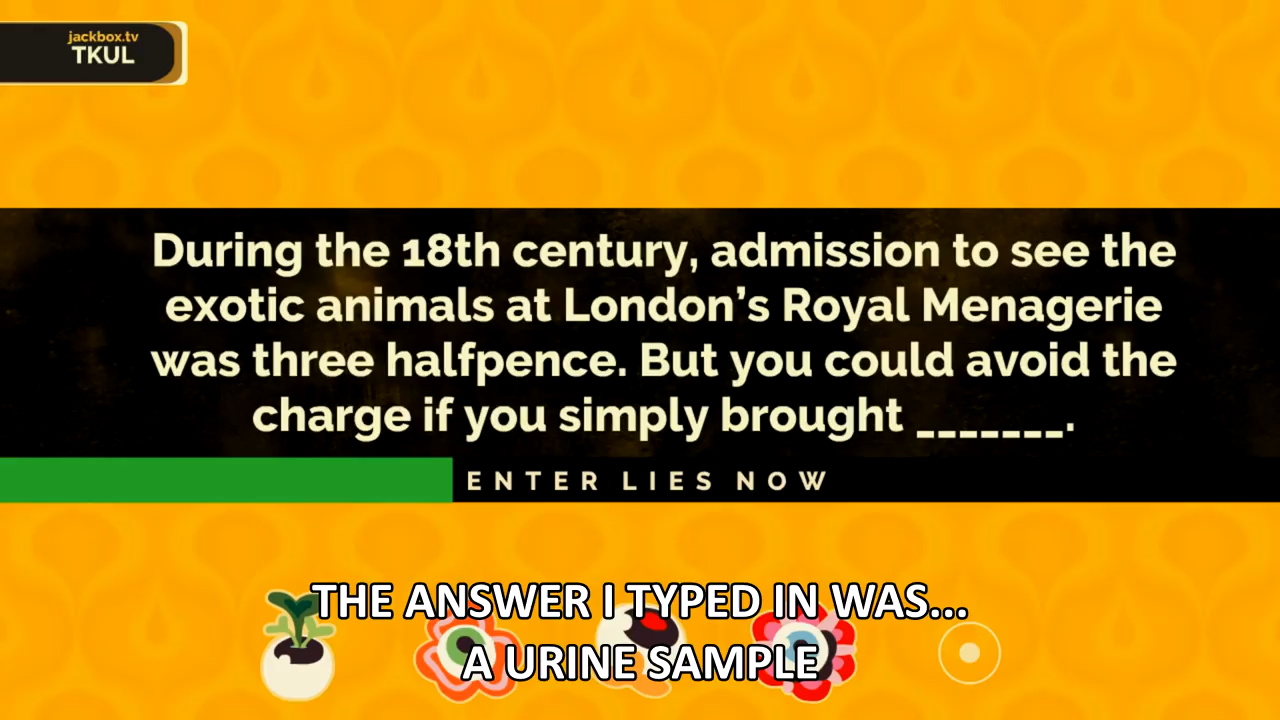 jackbox.tv
TKUL
During the 18th century, admission to see the
exotic animals at London’s Royal Menagerie
was three halfpence. But you could avoid the
charge if you simply brought _______.
ENTER LIES NOW
THE ANSWER I TYPED IN WAS...
A URINE SAMPLE